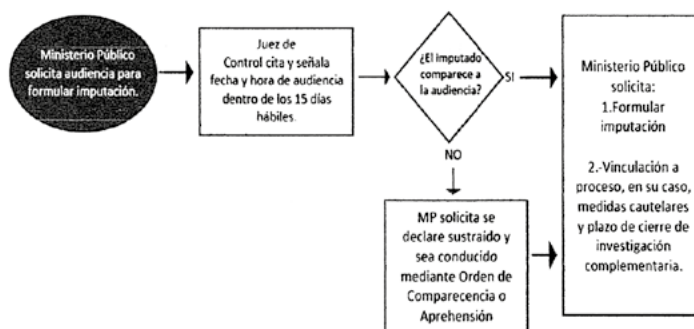 Ministerio Público
solicita audiencia para
formular imputación.
Juez de
Control cita y señala
fecha y hora de audiencia
dentro de los 15 días
hábiles.
¿El imputado
comparece a
la audiencia?
SI
NO
MP solicita se
declare sustraido y
sea conducido
mediante Orden de
Comparecencia o
Aprehensión
Ministerio Público
solicita:
1.Formular
imputación
2.-Vinculación a
proceso, en su caso,
medidas cautelares
y plazo de cierre de
investigación
complementaria.